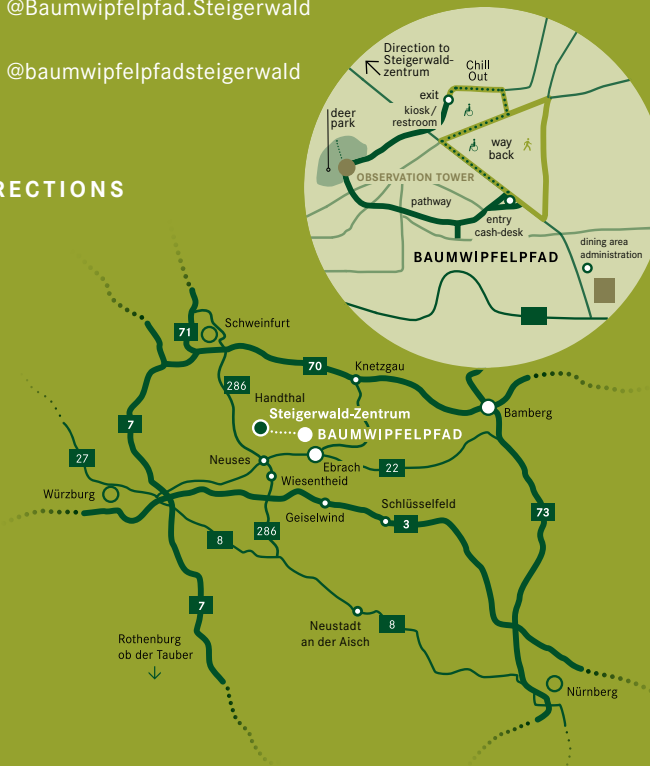 @Baumwipfelpfad.Steigerwald
@baumwipfelpfadsteigerwald
RECTIONS
Direction to
Steigerwald-
zentrum
Chill
Out
exit
kiosk/
restroom
deer
park
way
back
OBSERVATION TOWER
pathway
entry
cash-desk
dining area
administration
BAUMWIPFELPFAD
71
Schweinfurt
70
Knetzgau
286
Handthal
Steigerwald-Zentrum
BAUMWIPFELPFAD
Bamberg
7
27
Neuses
Ebrach
22
Wiesentheid
Würzburg
Geiselwind
Schlüsselfeld
3
73
8
286
7
Neustadt
an der Aisch
8
Rothenburg
ob der Tauber
Nürnberg